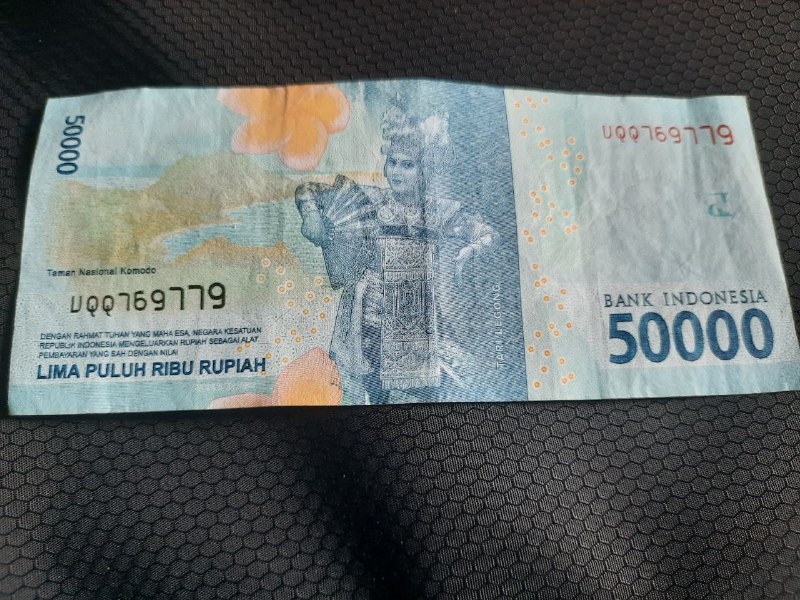 50000
UQQ769779
Taman Nasional Komodo
UQQ769779
DENGAN RAHMAT TUHAN YANG MAHA ESA, NEGARA KESATUAN
REPUBLIK INDONESIA MENGELUARKAN RUPIAH SEBAGAI ALAT
PEMBAYARAN YANG SAH DENGAN NILAI
LIMA PULUH RIBU RUPIAH
TARI LEGONG
BANK INDONESIA
50000